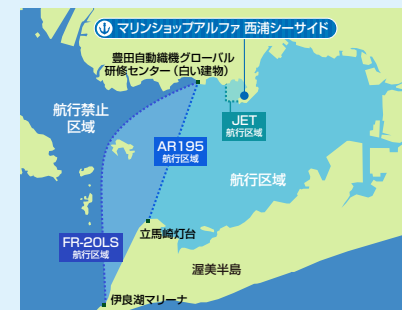 マリンショップアルファ 西浦シーサイド
豊田自動織機グローバル
研修センター（白い建物）
航行禁止
区域
JET
航行区域
AR195
航行区域
航行区域
立馬崎灯台
FR-20LS
航行区域
渥美半島
伊良湖マリーナ